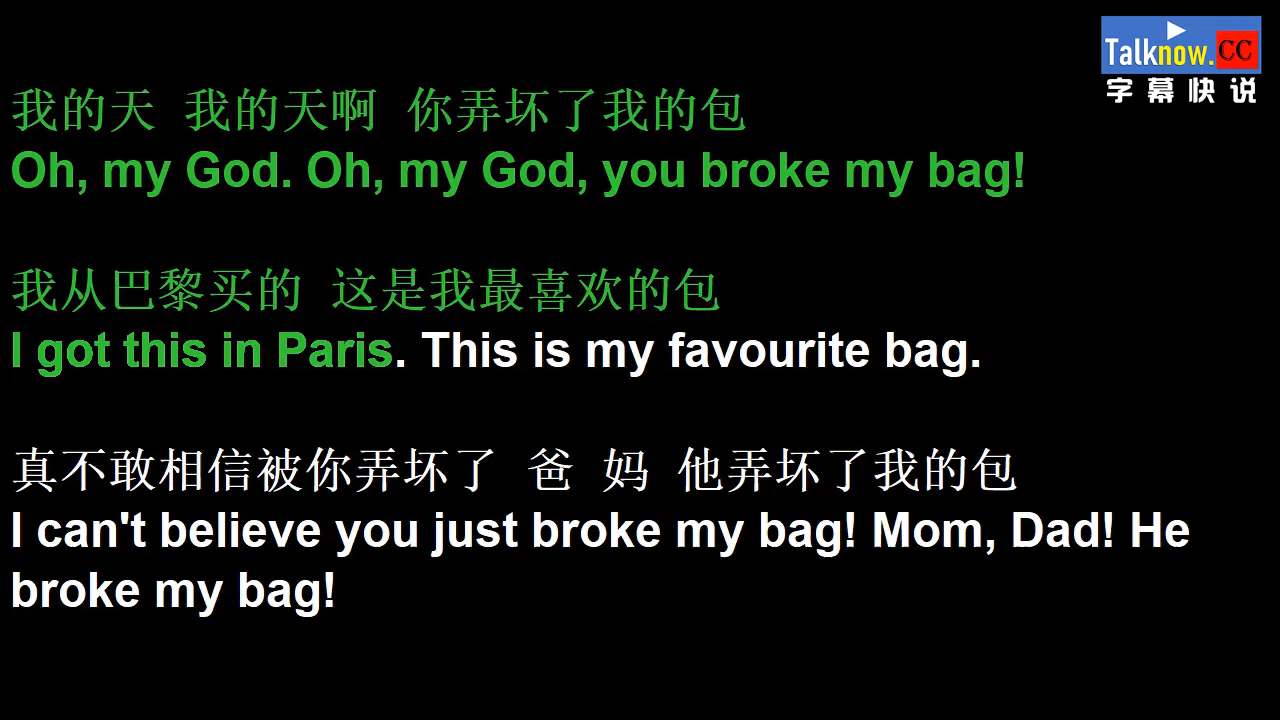 Talknow.CC
字幕快说
我的天 我的天啊 你弄坏了我的包
Oh, my God. Oh, my God, you broke my bag!
我从巴黎买的 这是我最喜欢的包
I got this in Paris. This is my favourite bag.
真不敢相信被你弄坏了 爸 妈 他弄坏了我的包
I can't believe you just broke my bag! Mom, Dad! He
broke my bag!